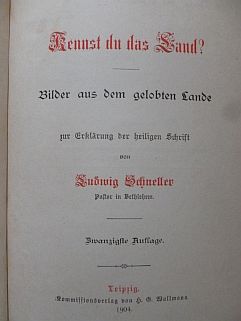 Kennst du das Land?
Bilder aus dem gelobten Lande
zur Erklärung der heiligen Schrift
von
Ludwig Schneller
Pastor in Bethlehem.
Zwanzigste Auflage.
Leipzig.
Kommissionsverlag von H. G. Wallmann.
1904.